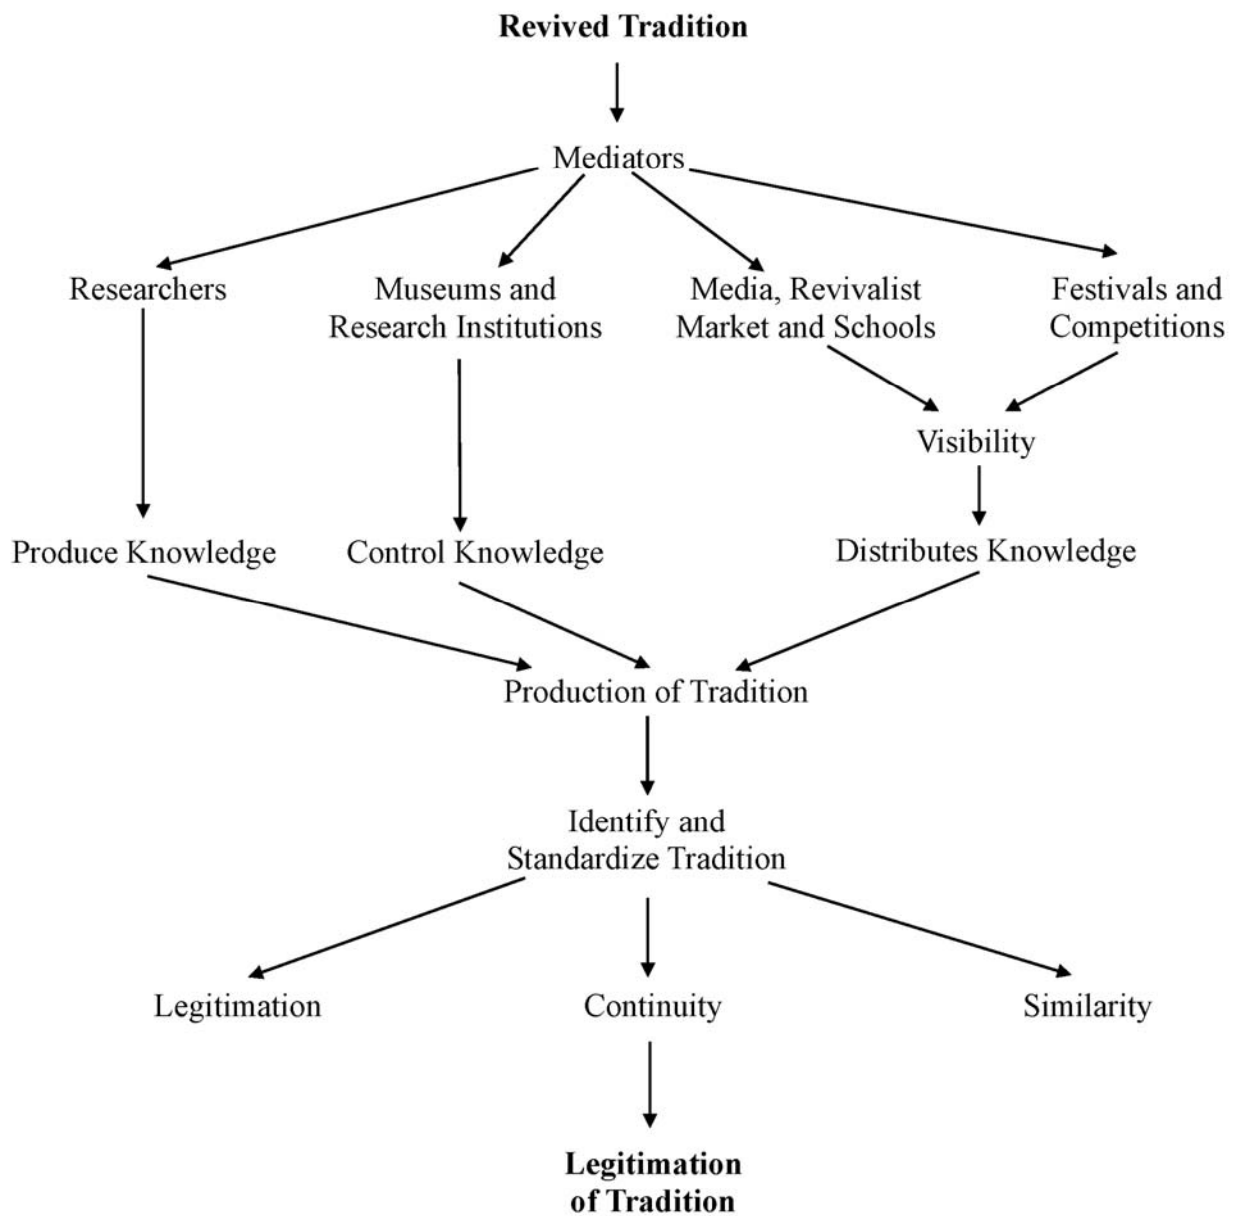 Revived Tradition
Mediators
Researchers
Museums and
Research Institutions
Media, Revivalist
Market and Schools
Festivals and
Competitions
Visibility
Produce Knowledge
Control Knowledge
Distributes Knowledge
Production of Tradition
Identify and
Standardize Tradition
Legitimation
Continuity
Similarity
Legitimation
of Tradition